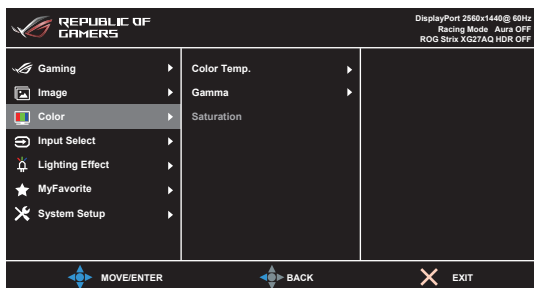 REPUBLIC OF
GAMERS
DisplayPort 2560x1440@ 60Hz
Racing Mode Aura OFF
ROG Strix XG27AQ HDR OFF
Gaming
Image
Color
Input Select
Lighting Effect
MyFavorite
System Setup
Color Temp.
Gamma
Saturation
MOVE/ENTER
BACK
EXIT